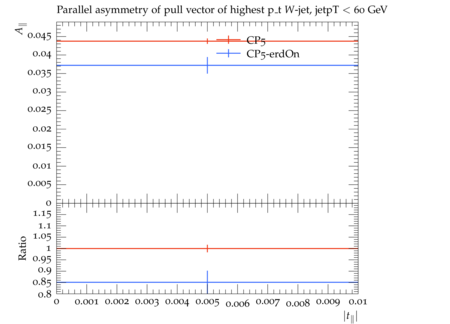 Parallel asymmetry of pull vector of highest p_t W-jet, jetpT < 60 GeV
A∥
CP5
CP5-erdOn
0.045
0.04
0.035
0.03
0.025
0.02
0.015
0.01
0.005
0
Ratio
1.15
1.1
1.05
1
0.95
0.9
0.85
0.8
0 0.001 0.002 0.003 0.004 0.005 0.006 0.007 0.008 0.009 0.01
|t∥|